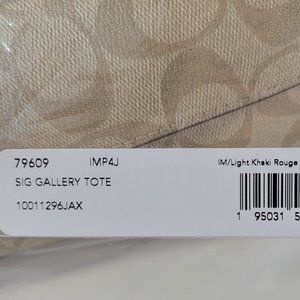 79609 IMP4J IM/Light Khaki Rouge
SIG GALLERY TOTE
10011296JAX
1 95031 5